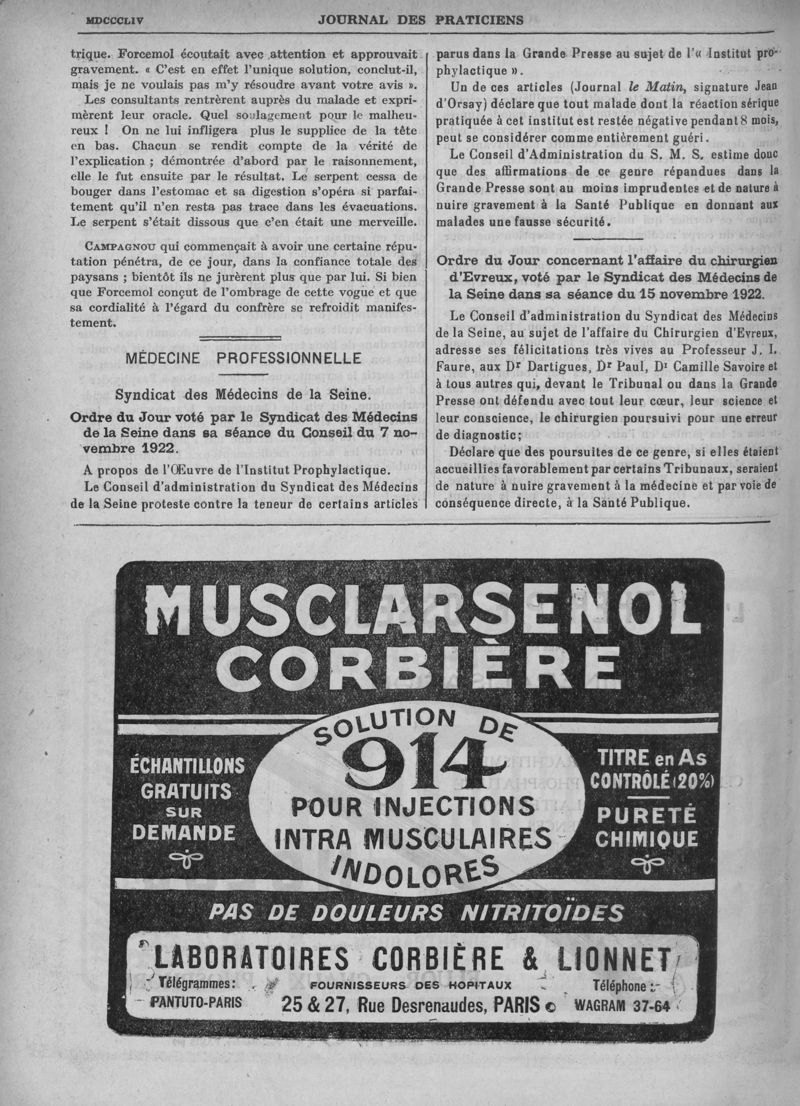 MDCCCLIV
JOURNAL DES PRATICIENS
trique. Forcemol écoutait avec attention et approuvait
gravement. « C'est en effet l'unique solution, conclut-il,
mais je ne voulais pas m'y résoudre avant votre avis ».
Les consultants rentrèrent auprès du malade et expri-
mèrent leur oracle. Quel soulagement pour le malheu-
reux ! On ne lui infligera plus le supplice de la tête
en bas. Chacun se rendit compte de la vérité de
l'explication ; démontrée d'abord par le raisonnement,
elle le fut ensuite par le résultat. Le serpent cessa de
bouger dans l'estomac et sa digestion s'opéra si parfai-
tement qu'il n'en resta pas trace dans les évacuations.
Le serpent s'était dissous que c'en était une merveille.
CAMPAGNOU qui commençait à avoir une certaine répu-
tation pénétra, de ce jour, dans la confiance totale des
paysans ; bientôt ils ne jurèrent plus que par lui. Si bien
que Forcemol conçut de l'ombrage de cette vogue et que
sa cordialité à l'égard du confrère se refroidit manifes-
tement.
MÉDECINE PROFESSIONNELLE
Syndicat des Médecins de la Seine.
Ordre du Jour voté par le Syndicat des Médecins
de la Seine dans sa séance du Conseil du 7 no-
vembre 1922.
A propos de l'Œuvre de l'Institut Prophylactique.
Le Conseil d'administration du Syndicat des Médecins
de la Seine proteste contre la teneur de certains articles
parus dans la Grande Presse au sujet de l'« Institut pro-
phylactique ».
Un de ces articles (Journal le Matin, signature Jean
d'Orsay) déclare que tout malade dont la réaction sérique
pratiquée à cet institut est restée négative pendant 8 mois,
peut se considérer comme entièrement guéri.
Le Conseil d'Administration du S. M. S. estime donc
que des affirmations de ce genre répandues dans la
Grande Presse sont au moins imprudentes et de nature à
nuire gravement à la Santé Publique en donnant aux
malades une fausse sécurité.
Ordre du Jour concernant l'affaire du chirurgien
d'Evreux, voté par le Syndicat des Médecins de
la Seine dans sa séance du 15 novembre 1922.
Le Conseil d'administration du Syndicat des Médecins
de la Seine, au sujet de l'affaire du Chirurgien d'Evreux,
adresse ses félicitations très vives au Professeur J. I.
Faure, aux Dr Dartigues, Dr Paul, Dr Camille Savoire et
à tous autres qui, devant le Tribunal ou dans la Grande
Presse ont défendu avec tout leur cœur, leur science et
leur conscience, le chirurgien poursuivi pour une erreur
de diagnostic;
Déclare que des poursuites de ce genre, si elles étaient
accueillies favorablement par certains Tribunaux, seraient
de nature à nuire gravement à la médecine et par voie de
conséquence directe, à la Santé Publique.
MUSCLARSENOL
CORBIÈRE
ÉCHANTILLONS
GRATUITS
SUR
DEMANDE
SOLUTION DE
914
POUR INJECTIONS
INTRA MUSCULAIRES
INDOLORES
TITRE en As
CONTRÔLÉ (20%)
PURETÉ
CHIMIQUE
PAS DE DOULEURS NITRITOÏDES
LABORATOIRES CORBIÈRE & LIONNET
Télégrammes:
FOURNISSEURS DES HOPITAUX
Téléphone :
PANTUTO-PARIS
25 & 27, Rue Desrenaudes, PARIS
WAGRAM 37-64